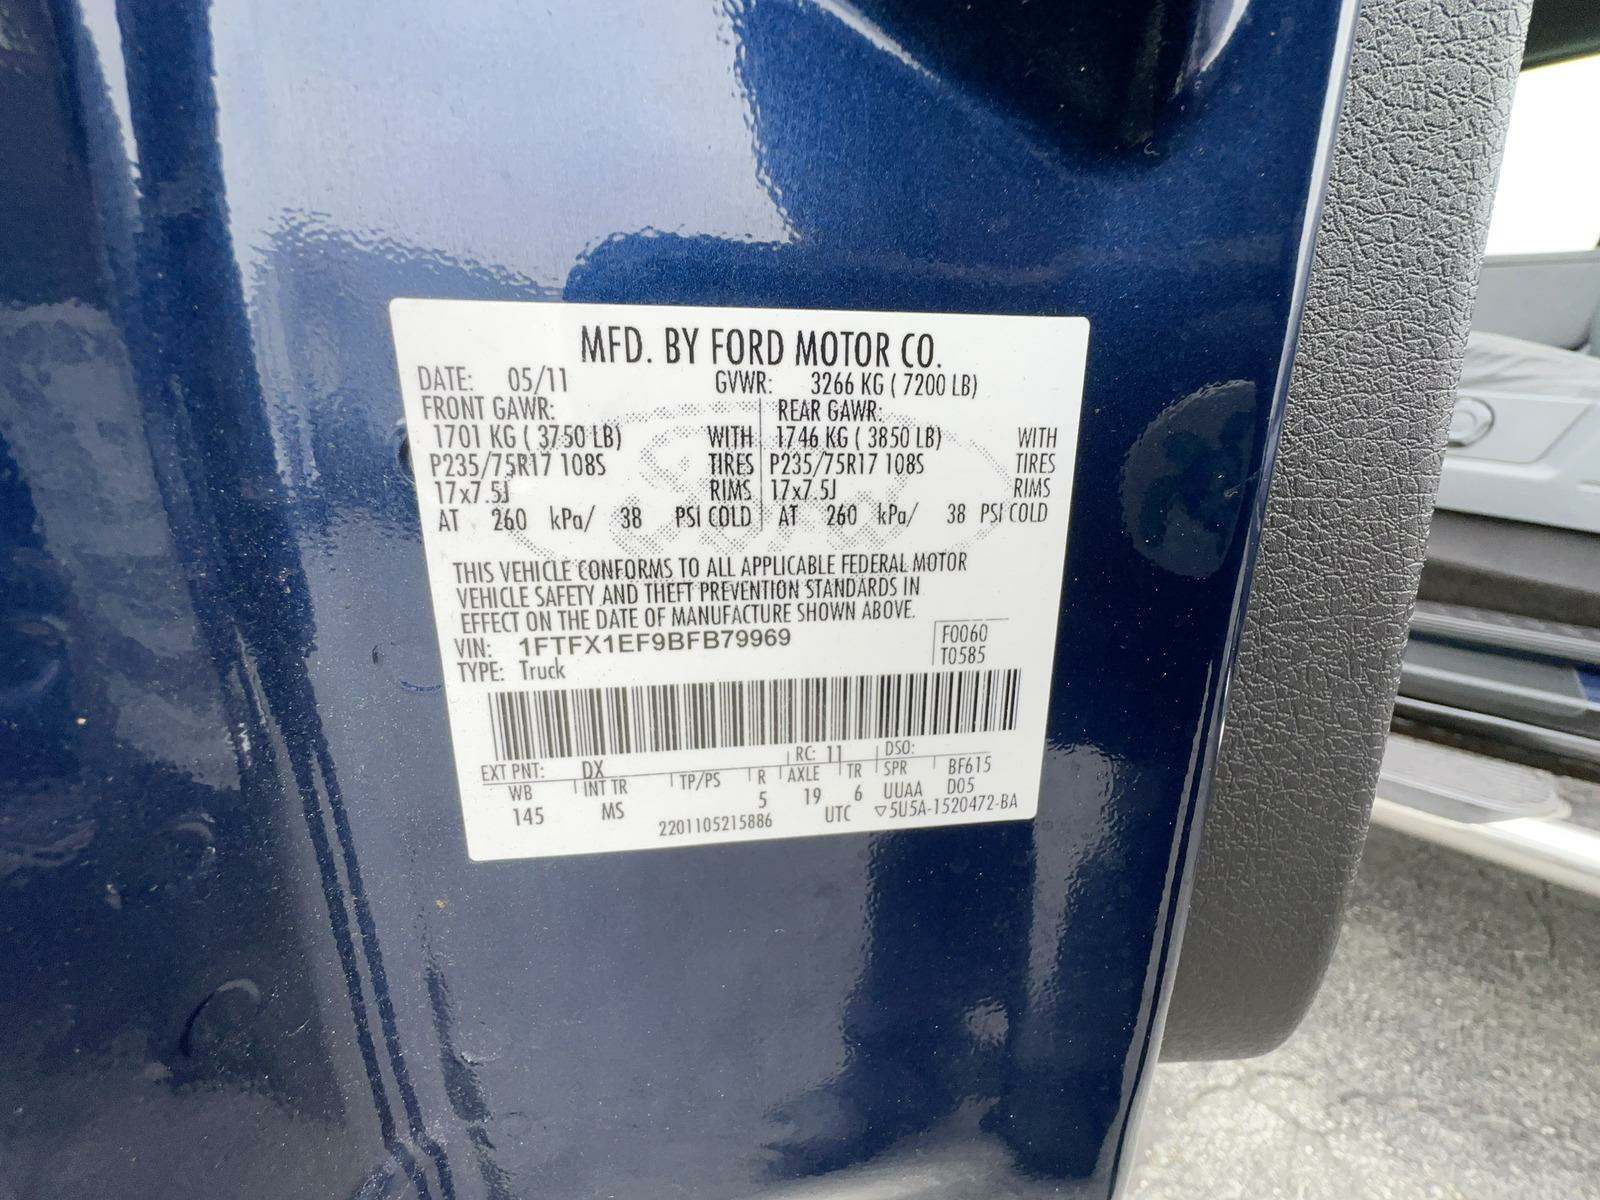 MFD. BY FORD MOTOR CO.
DATE: 05/11 GVWR: 3266 KG ( 7200 LB)
FRONT GAWR: REAR GAWR:
1701 KG ( 3750 LB) WITH 1746 KG ( 3850 LB) WITH
P235/75R17 108S TIRES P235/75R17 108S TIRES
17x7.5J RIMS 17x7.5J RIMS
AT 260 kPa/ 38 PSI COLD AT 260 kPa/ 38 PSI COLD
THIS VEHICLE CONFORMS TO ALL APPLICABLE FEDERAL MOTOR
VEHICLE SAFETY AND THEFT PREVENTION STANDARDS IN
EFFECT ON THE DATE OF MANUFACTURE SHOWN ABOVE.
VIN: 1FTFX1EF9BFB79969 F0060
TYPE: Truck T0585
EXT PNT: DX RC: 11 DSO:
WB INT TR TP/PS R AXLE TR SPR BF615
145 MS 5 19 6 UUAA D05
2201105215886 UTC ▽5U5A-1520472-BA